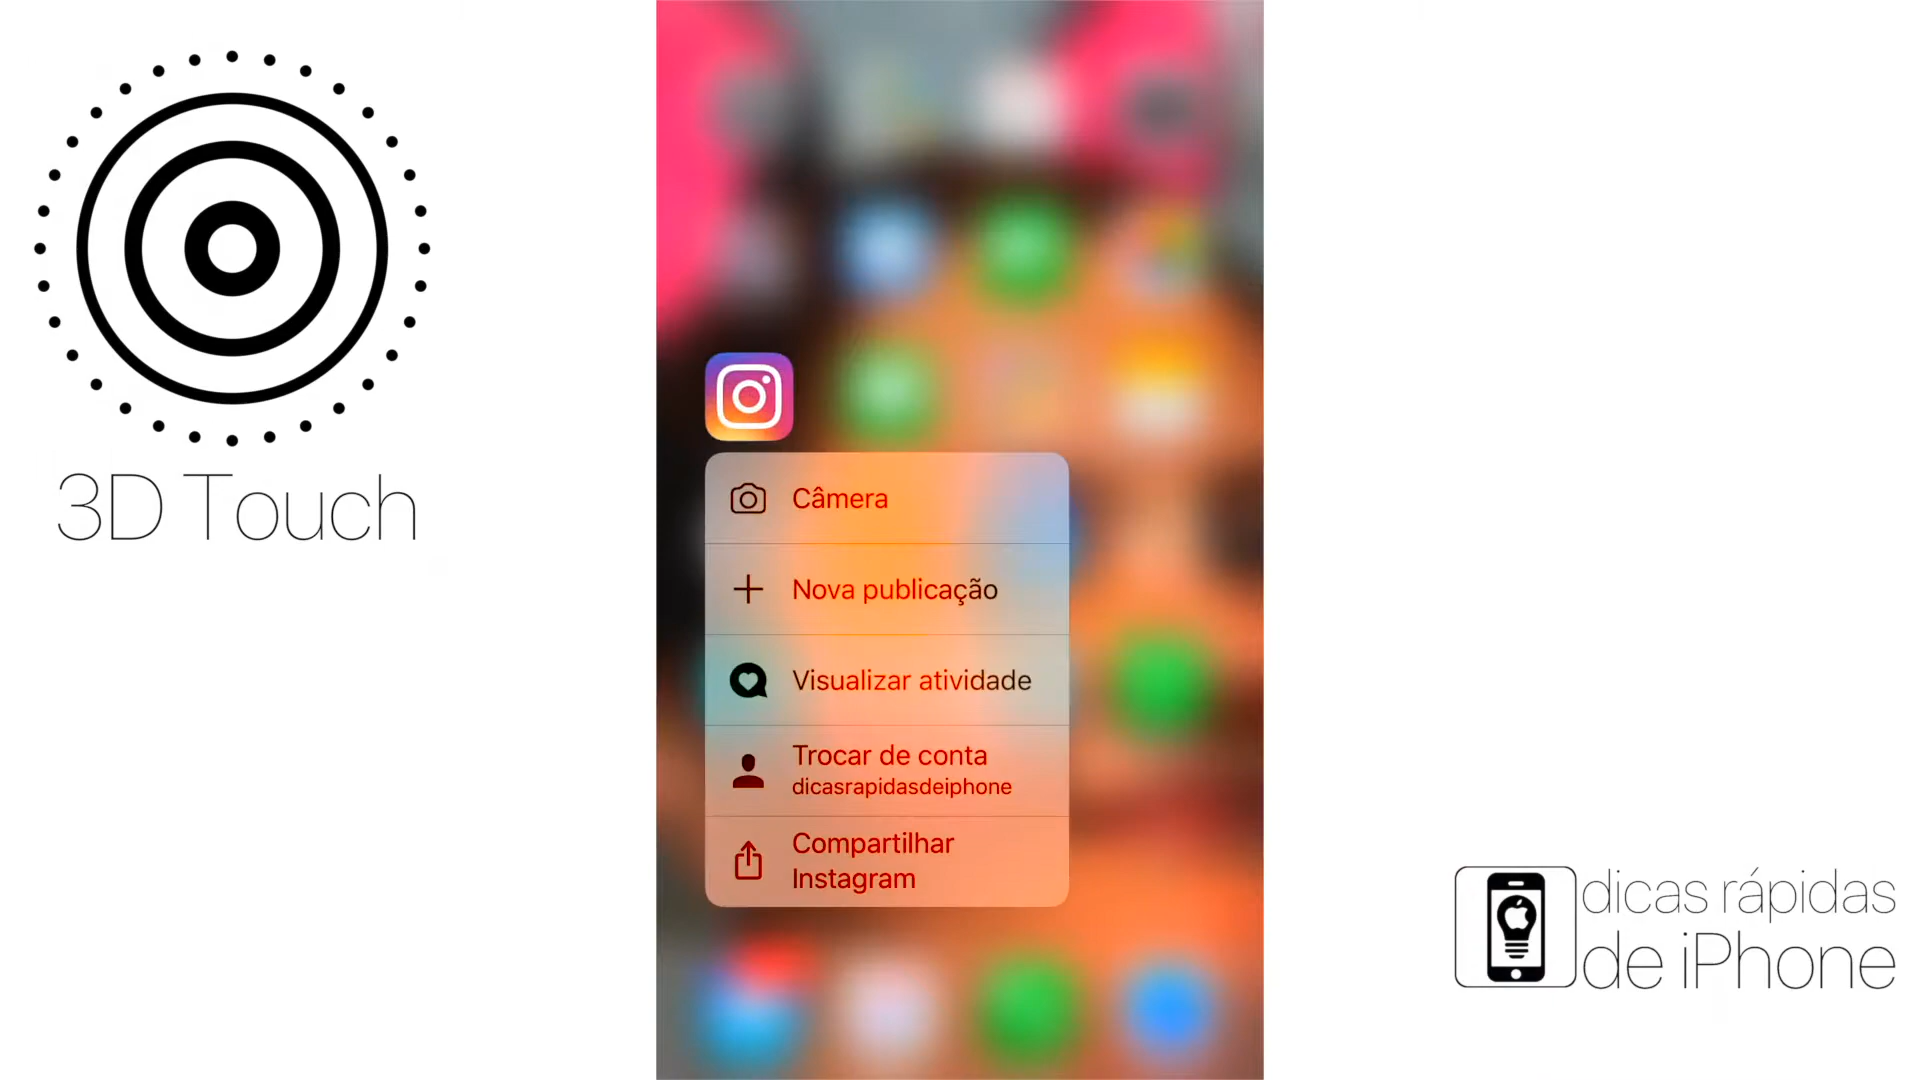 3D Touch
Câmera
Nova publicação
Visualizar atividade
Trocar de conta
dicasrapidasdeiphone
Compartilhar
Instagram
dicas rápidas
de iPhone